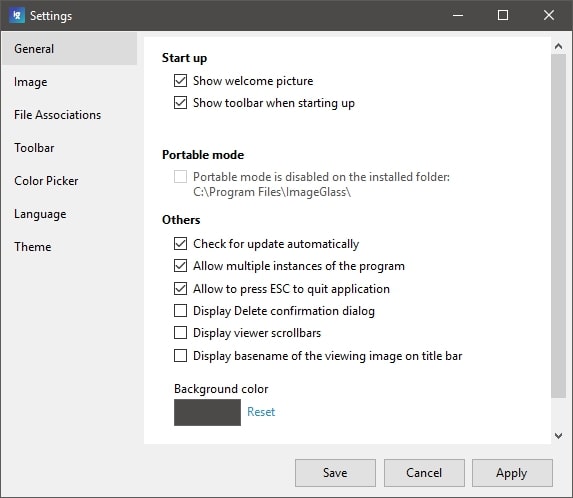 Settings
General
Image
File Associations
Toolbar
Color Picker
Language
Theme
Start up
Show welcome picture
Show toolbar when starting up
Portable mode
Portable mode is disabled on the installed folder:
C:\Program Files\ImageGlass\
Others
Check for update automatically
Allow multiple instances of the program
Allow to press ESC to quit application
Display Delete confirmation dialog
Display viewer scrollbars
Display basename of the viewing image on title bar
Background color
Reset
Save Cancel Apply